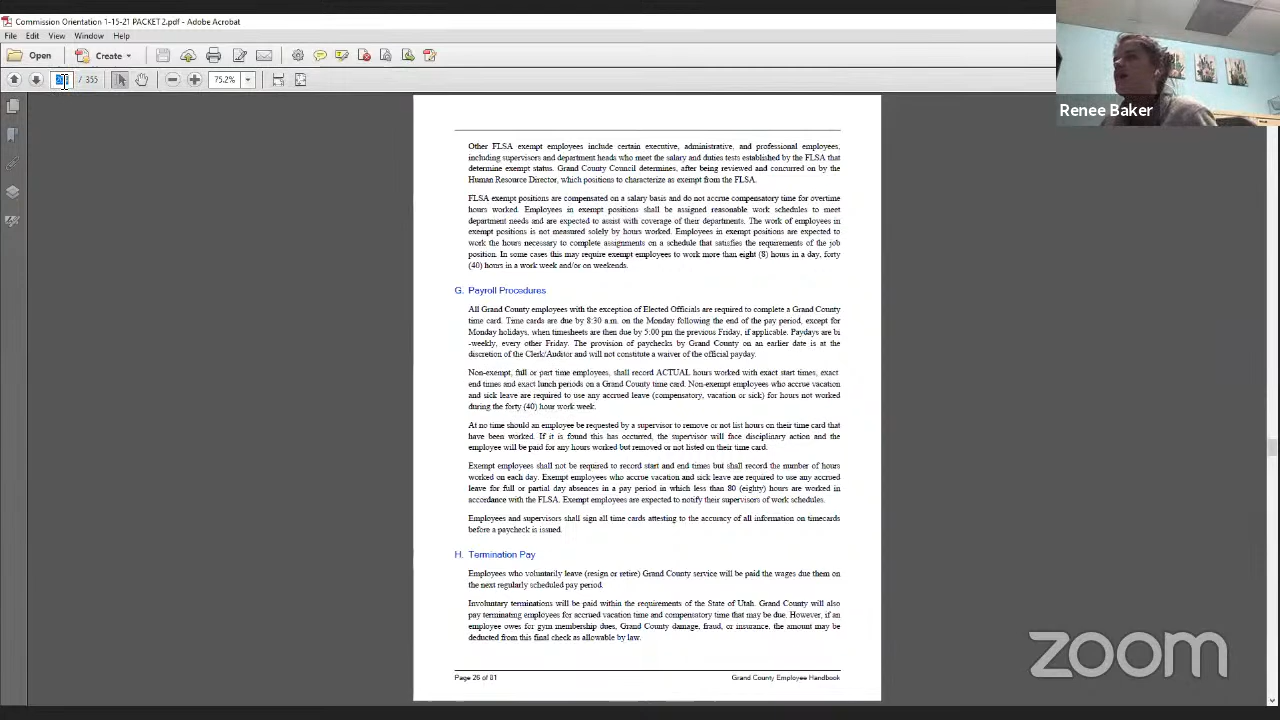 Commission Orientation 1-15-21 PACKET 2.pdf - Adobe Acrobat
File Edit View Window Help
Open Create
/ 355 75.2%
Renee Baker
Other FLSA exempt employees include certain executive, administrative, and professional employees,
including supervisors and department heads who meet the salary and duties tests established by the FLSA that
determine exempt status. Grand County Council determines, after being reviewed and concurred on by the
Human Resource Director, which positions to characterize as exempt from the FLSA.
FLSA exempt positions are compensated on a salary basis and do not accrue compensatory time for overtime
hours worked. Employees in exempt positions shall be assigned reasonable work schedules to meet
department needs and are expected to assist with coverage of their departments. The work of employees in
exempt positions is not measured solely by hours worked. Employees in exempt positions are expected to
work the hours necessary to complete assignments on a schedule that satisfies the requirements of the job
position. In some cases this may require exempt employees to work more than eight (8) hours in a day, forty
(40) hours in a work week and/or on weekends.
G. Payroll Procedures
All Grand County employees with the exception of Elected Officials are required to complete a Grand County
time card. Time cards are due by 8:30 a.m. on the Monday following the end of the pay period, except for
Monday holidays, when timesheets are then due by 5:00 pm the previous Friday, if applicable. Paydays are bi
-weekly, every other Friday. The provision of paychecks by Grand County on an earlier date is at the
discretion of the Clerk/Auditor and will not constitute a waiver of the official payday.
Non-exempt, full or part time employees, shall record ACTUAL hours worked with exact start times, exact
end times and exact lunch periods on a Grand County time card. Non-exempt employees who accrue vacation
and sick leave are required to use any accrued leave (compensatory, vacation or sick) for hours not worked
during the forty (40) hour work week.
At no time should an employee be requested by a supervisor to remove or not list hours on their time card that
have been worked. If it is found this has occurred, the supervisor will face disciplinary action and the
employee will be paid for any hours worked but removed or not listed on their time card.
Exempt employees shall not be required to record start and end times but shall record the number of hours
worked on each day. Exempt employees who accrue vacation and sick leave are required to use any accrued
leave for full or partial day absences in a pay period in which less than 80 (eighty) hours are worked in
accordance with the FLSA. Exempt employees are expected to notify their supervisors of work schedules.
Employees and supervisors shall sign all time cards attesting to the accuracy of all information on timecards
before a paycheck is issued.
H. Termination Pay
Employees who voluntarily leave (resign or retire) Grand County service will be paid the wages due them on
the next regularly scheduled pay period.
Involuntary terminations will be paid within the requirements of the State of Utah. Grand County will also
pay terminating employees for accrued vacation time and compensatory time that may be due. However, if an
employee owes for gym membership dues, Grand County damage, fraud, or insurance, the amount may be
deducted from this final check as allowable by law.
Page 26 of 81 Grand County Employee Handbook
zoom